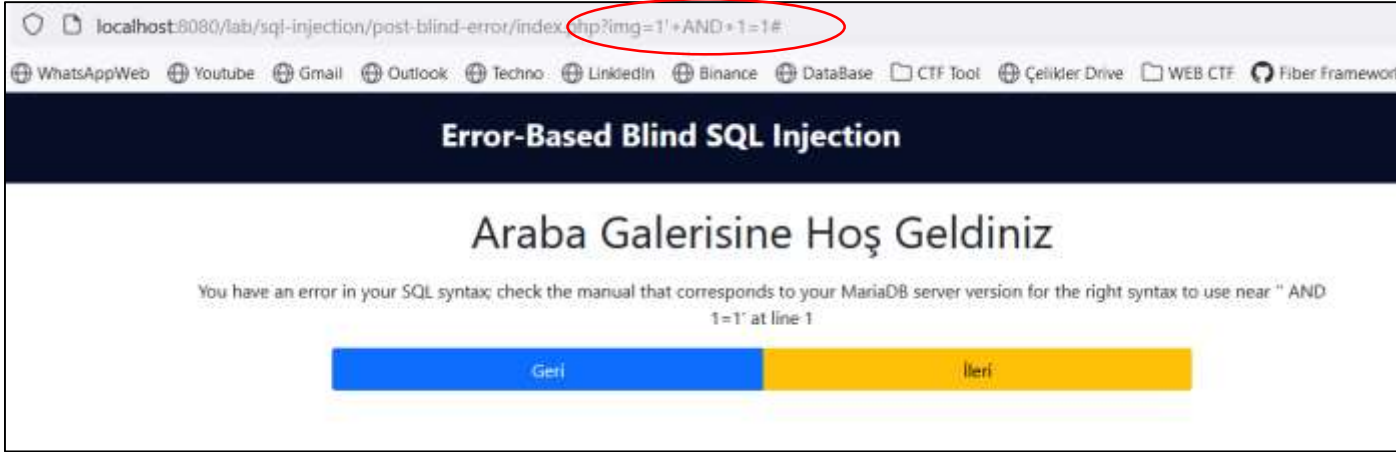 localhost:8080/lab/sql-injection/post-blind-error/index.php?img=1'+AND+1=1#
WhatsAppWeb Youtube Gmail Outlook Techno Linkledin Binance DataBase CTF Tool Çelikler Drive WEB CTF Fiber Framework
Error-Based Blind SQL Injection
Araba Galerisine Hoş Geldiniz
You have an error in your SQL syntax; check the manual that corresponds to your MariaDB server version for the right syntax to use near '' AND
1=1' at line 1
Geri İleri